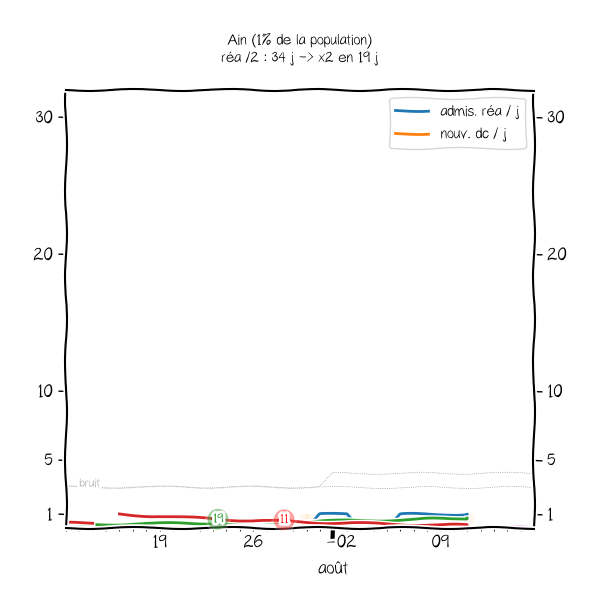 Ain (1% de la population)
réa /2 : 34 j -> x2 en 19 j
admis. réa / j
nouv. dc / j
30
30
20
20
10
10
5
5
bruit
1
1
19
11
19
26
02
09
août